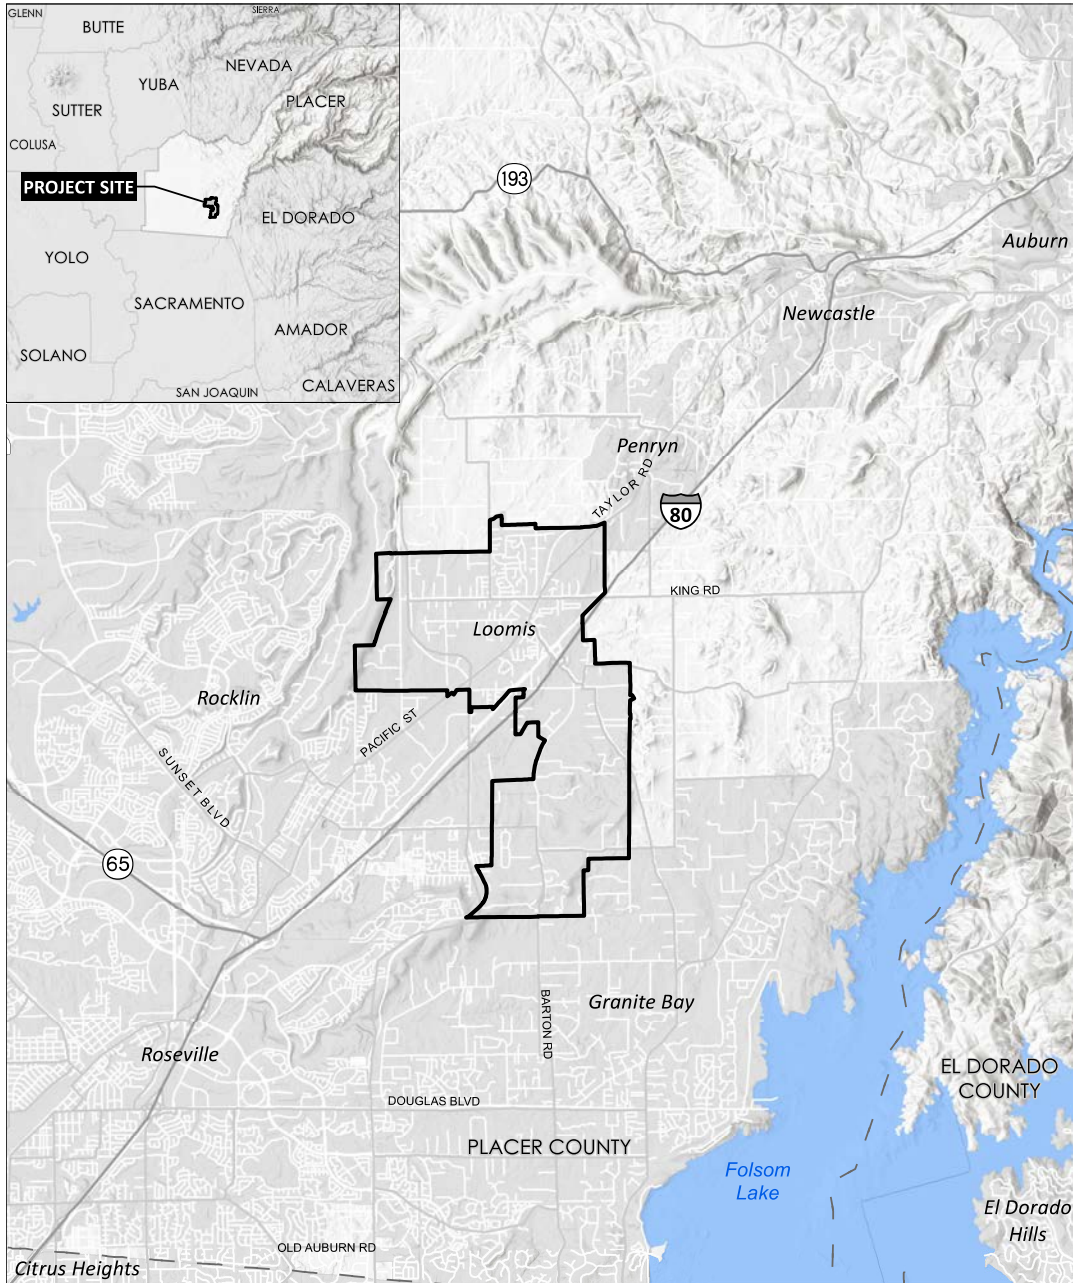 GLENN
SIERRA
BUTTE
NEVADA
YUBA
PLACER
SUTTER
COLUSA
PROJECT SITE
EL DORADO
YOLO
SACRAMENTO
AMADOR
SOLANO
CALAVERAS
SAN JOAQUIN
193
Auburn
Newcastle
Penryn
TAYLOR RD
80
KING RD
Loomis
Rocklin
PACIFIC ST
SUNSET BLVD
65
Granite Bay
BARTON RD
Roseville
EL DORADO
COUNTY
DOUGLAS BLVD
PLACER COUNTY
Folsom
Lake
El Dorado
Hills
OLD AUBURN RD
Citrus Heights